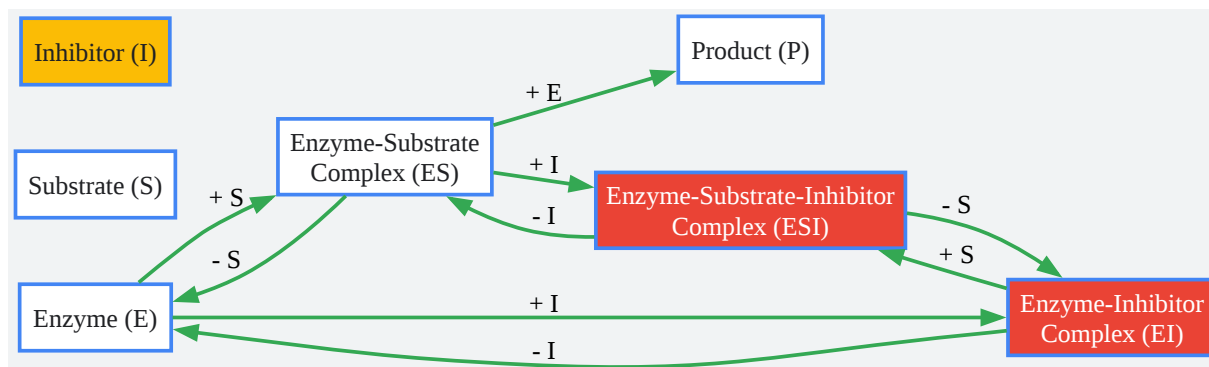 Inhibitor (I)
Product (P)
+ E
Enzyme-Substrate
Complex (ES)
+ I
Substrate (S)
+ S
Enzyme-Substrate-Inhibitor
Complex (ESI)
- I
- S
- S
+ S
Enzyme (E)
+ I
Enzyme-Inhibitor
Complex (EI)
- I